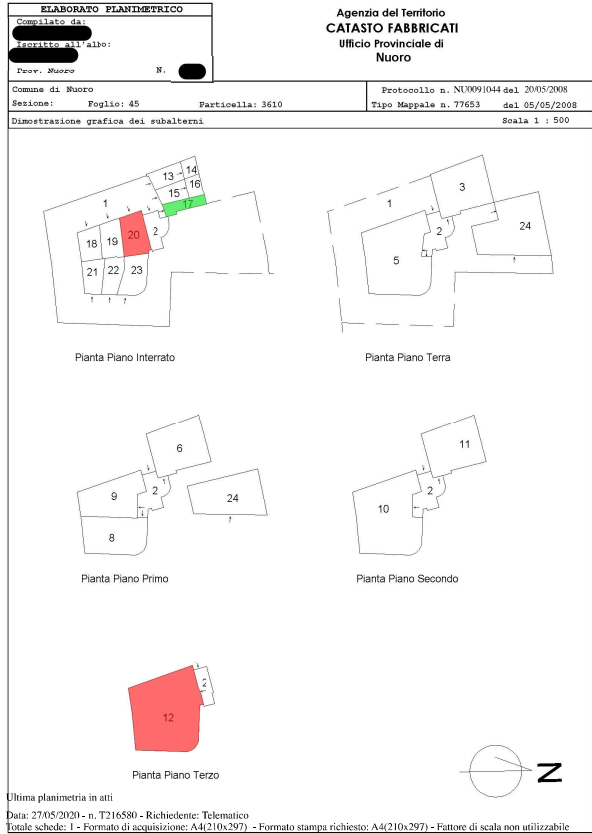 ELABORATO PLANIMETRICO
Compilato da:
Iscritto all'albo:
Prov. Nuoro N.
Agenzia del Territorio
CATASTO FABBRICATI
Ufficio Provinciale di
Nuoro
Comune di Nuoro
Sezione: Foglio: 45 Particella: 3610
Protocollo n. NU0091044 del 20/05/2008
Tipo Mappale n. 77653 del 05/05/2008
Dimostrazione grafica dei subalterni Scala 1 : 500
13 14
15 16
17
1
18 19 20 2
21 22 23
Pianta Piano Interrato
1 3
2 24
5
Pianta Piano Terra
6
9 2 24
8
Pianta Piano Primo
11
10 2
Pianta Piano Secondo
2
12
Pianta Piano Terzo
N
Ultima planimetria in atti
Data: 27/05/2020 - n. T216580 - Richiedente: Telematico
Totale schede: 1 - Formato di acquisizione: A4(210x297) - Formato stampa richiesto: A4(210x297) - Fattore di scala non utilizzabile